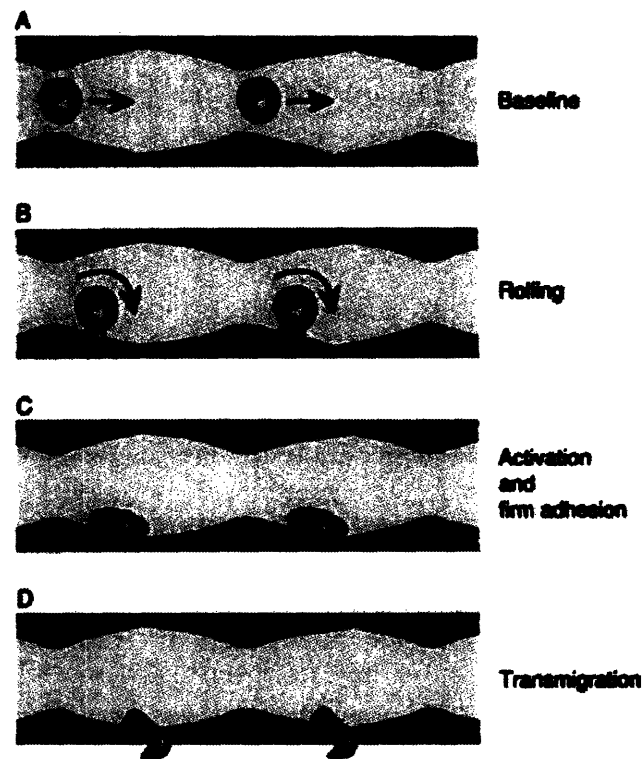 A
Baseline
B
Rolling
C
Activation
and
firm adhesion
D
Transmigration